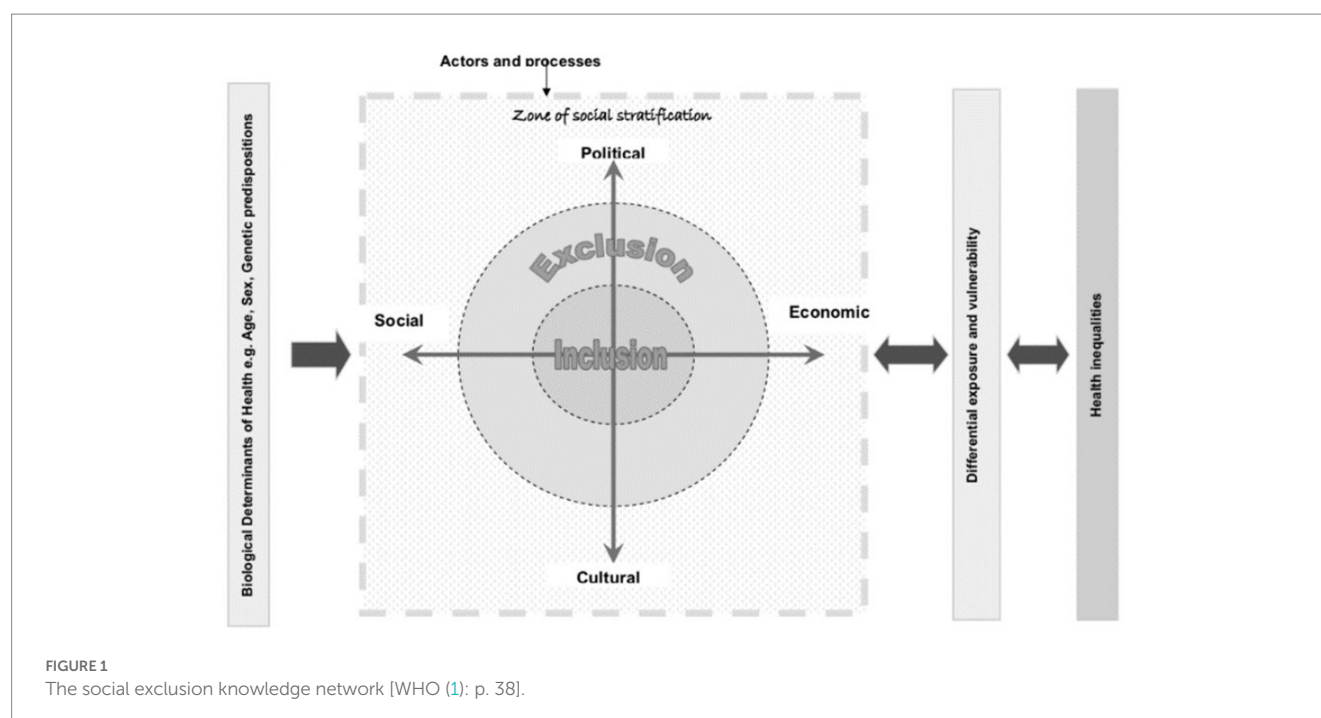 Actors and processes
Zone of social stratification
Political
Exclusion
Social
Economic
Inclusion
Cultural
Biological Determinants of Health e.g. Age, Sex, Genetic predispositions
Differential exposure and vulnerability
Health inequalities
FIGURE 1
The social exclusion knowledge network [WHO (1): p. 38].